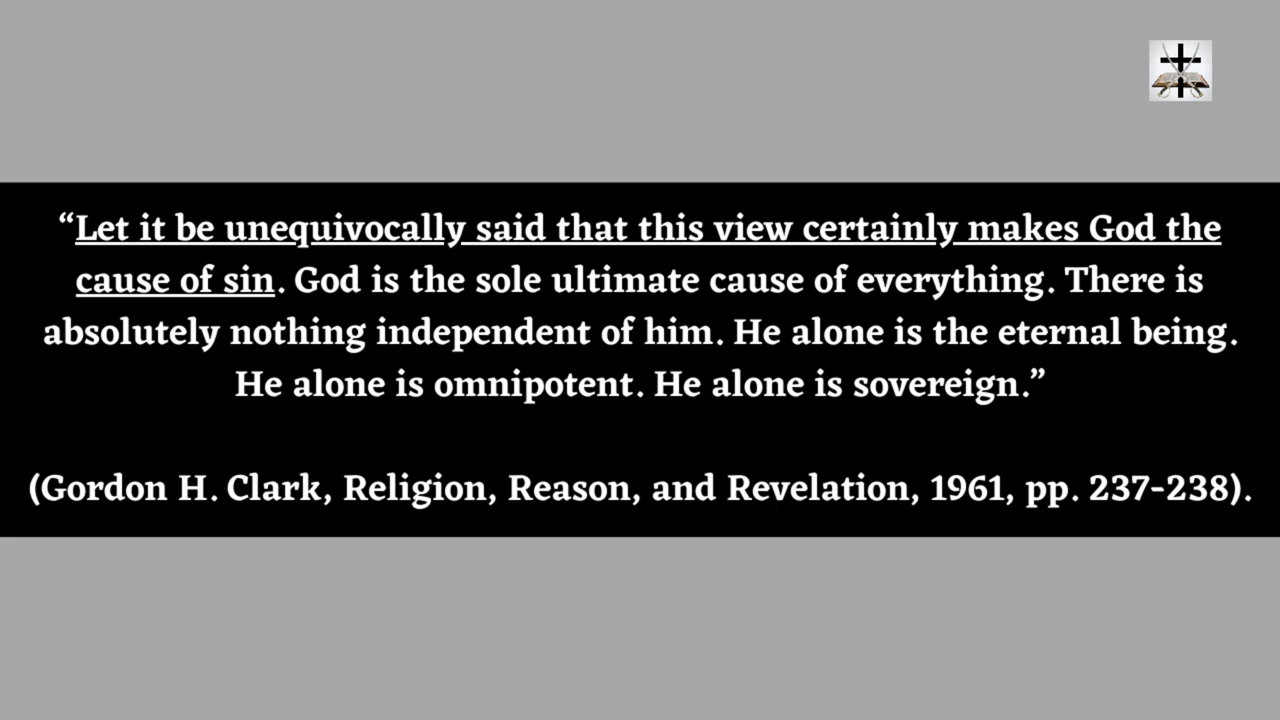 “Let it be unequivocally said that this view certainly makes God the
cause of sin. God is the sole ultimate cause of everything. There is
absolutely nothing independent of him. He alone is the eternal being.
He alone is omnipotent. He alone is sovereign.”
(Gordon H. Clark, Religion, Reason, and Revelation, 1961, pp. 237-238).